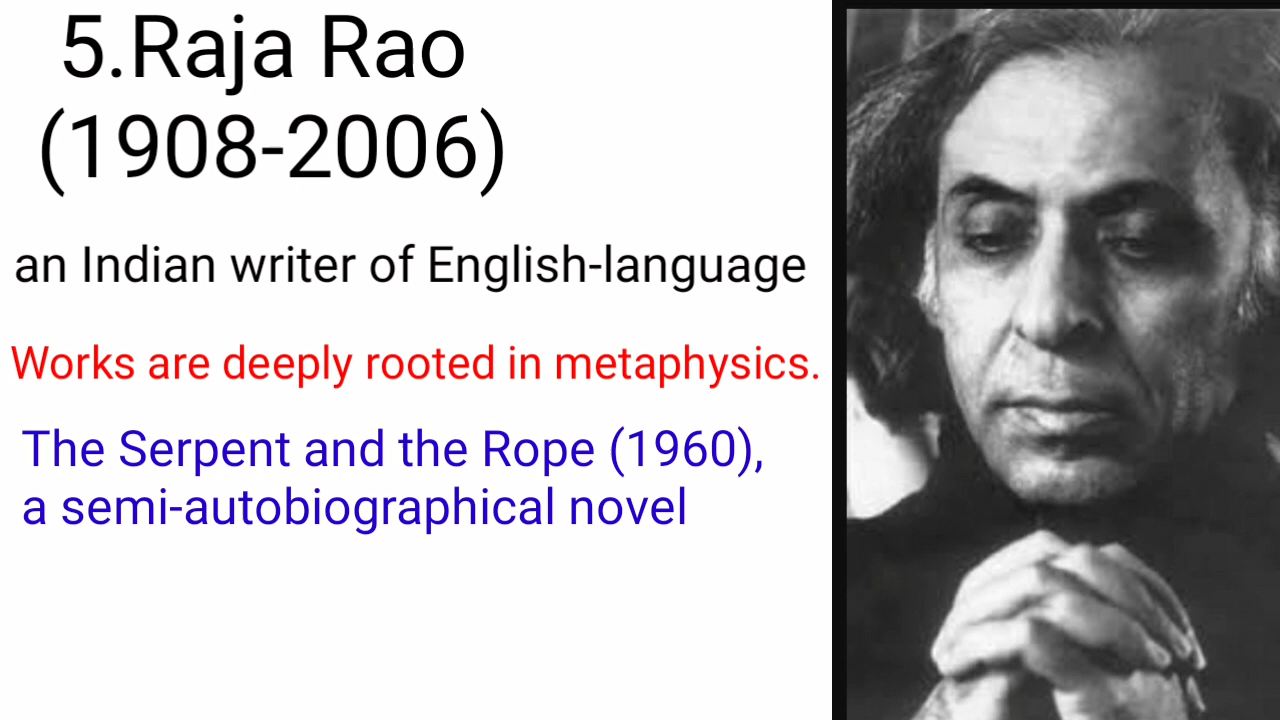 5.Raja Rao
(1908-2006)
an Indian writer of English-language
Works are deeply rooted in metaphysics.
The Serpent and the Rope (1960),
a semi-autobiographical novel